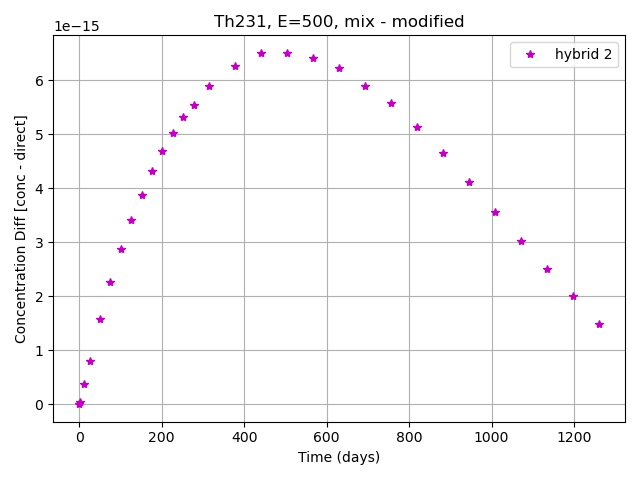 Th231, E=500, mix - modified
1e−15
hybrid 2
6
5
4
3
2
1
0
Concentration Diff [conc - direct]
0 200 400 600 800 1000 1200
Time (days)